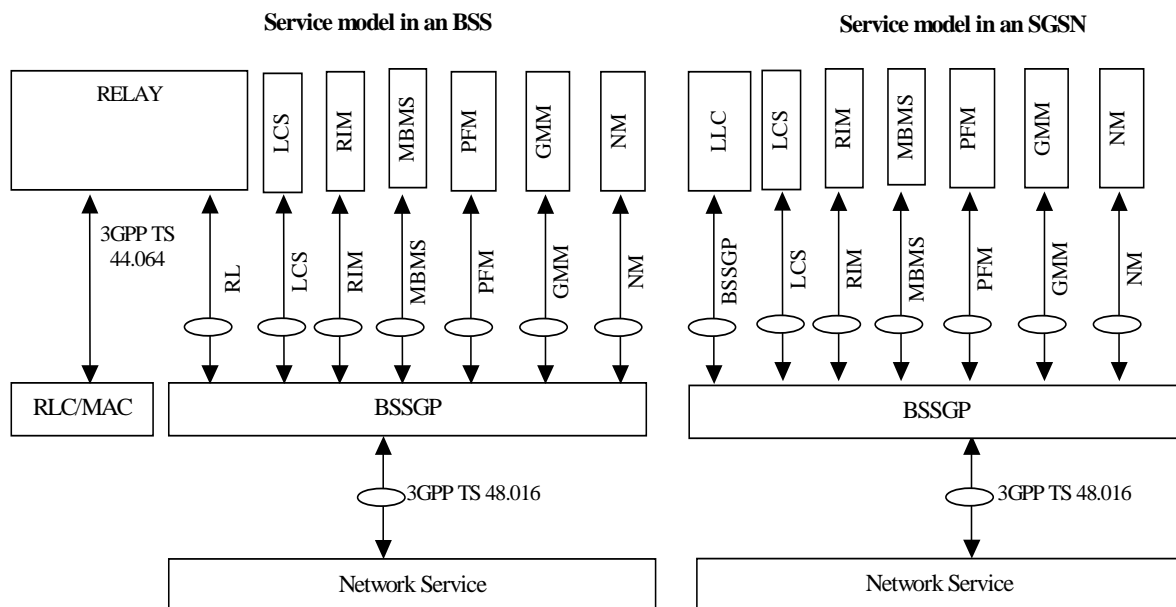 Service model in an BSS
Service model in an SGSN
RELAY
LCS
RIM
MBMS
PFM
GMM
NM
LLC
LCS
RIM
MBMS
PFM
GMM
NM
3GPP TS
44.064
RL
LCS
RIM
MBMS
PFM
GMM
NM
BSSGP
LCS
RIM
MBMS
PFM
GMM
NM
RLC/MAC
BSSGP
BSSGP
3GPP TS 48.016
3GPP TS 48.016
Network Service
Network Service